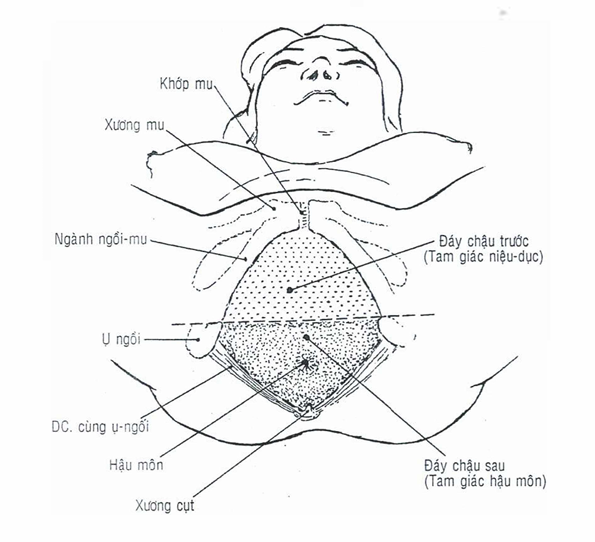 Khớp mu
Xương mu
Ngành ngồi-mu
Đáy chậu trước
(Tam giác niệu-dục)
Ụ ngồi
DC. cùng ụ-ngối
Hậu môn
Đáy chậu sau
(Tam giác hậu môn)
Xương cụt